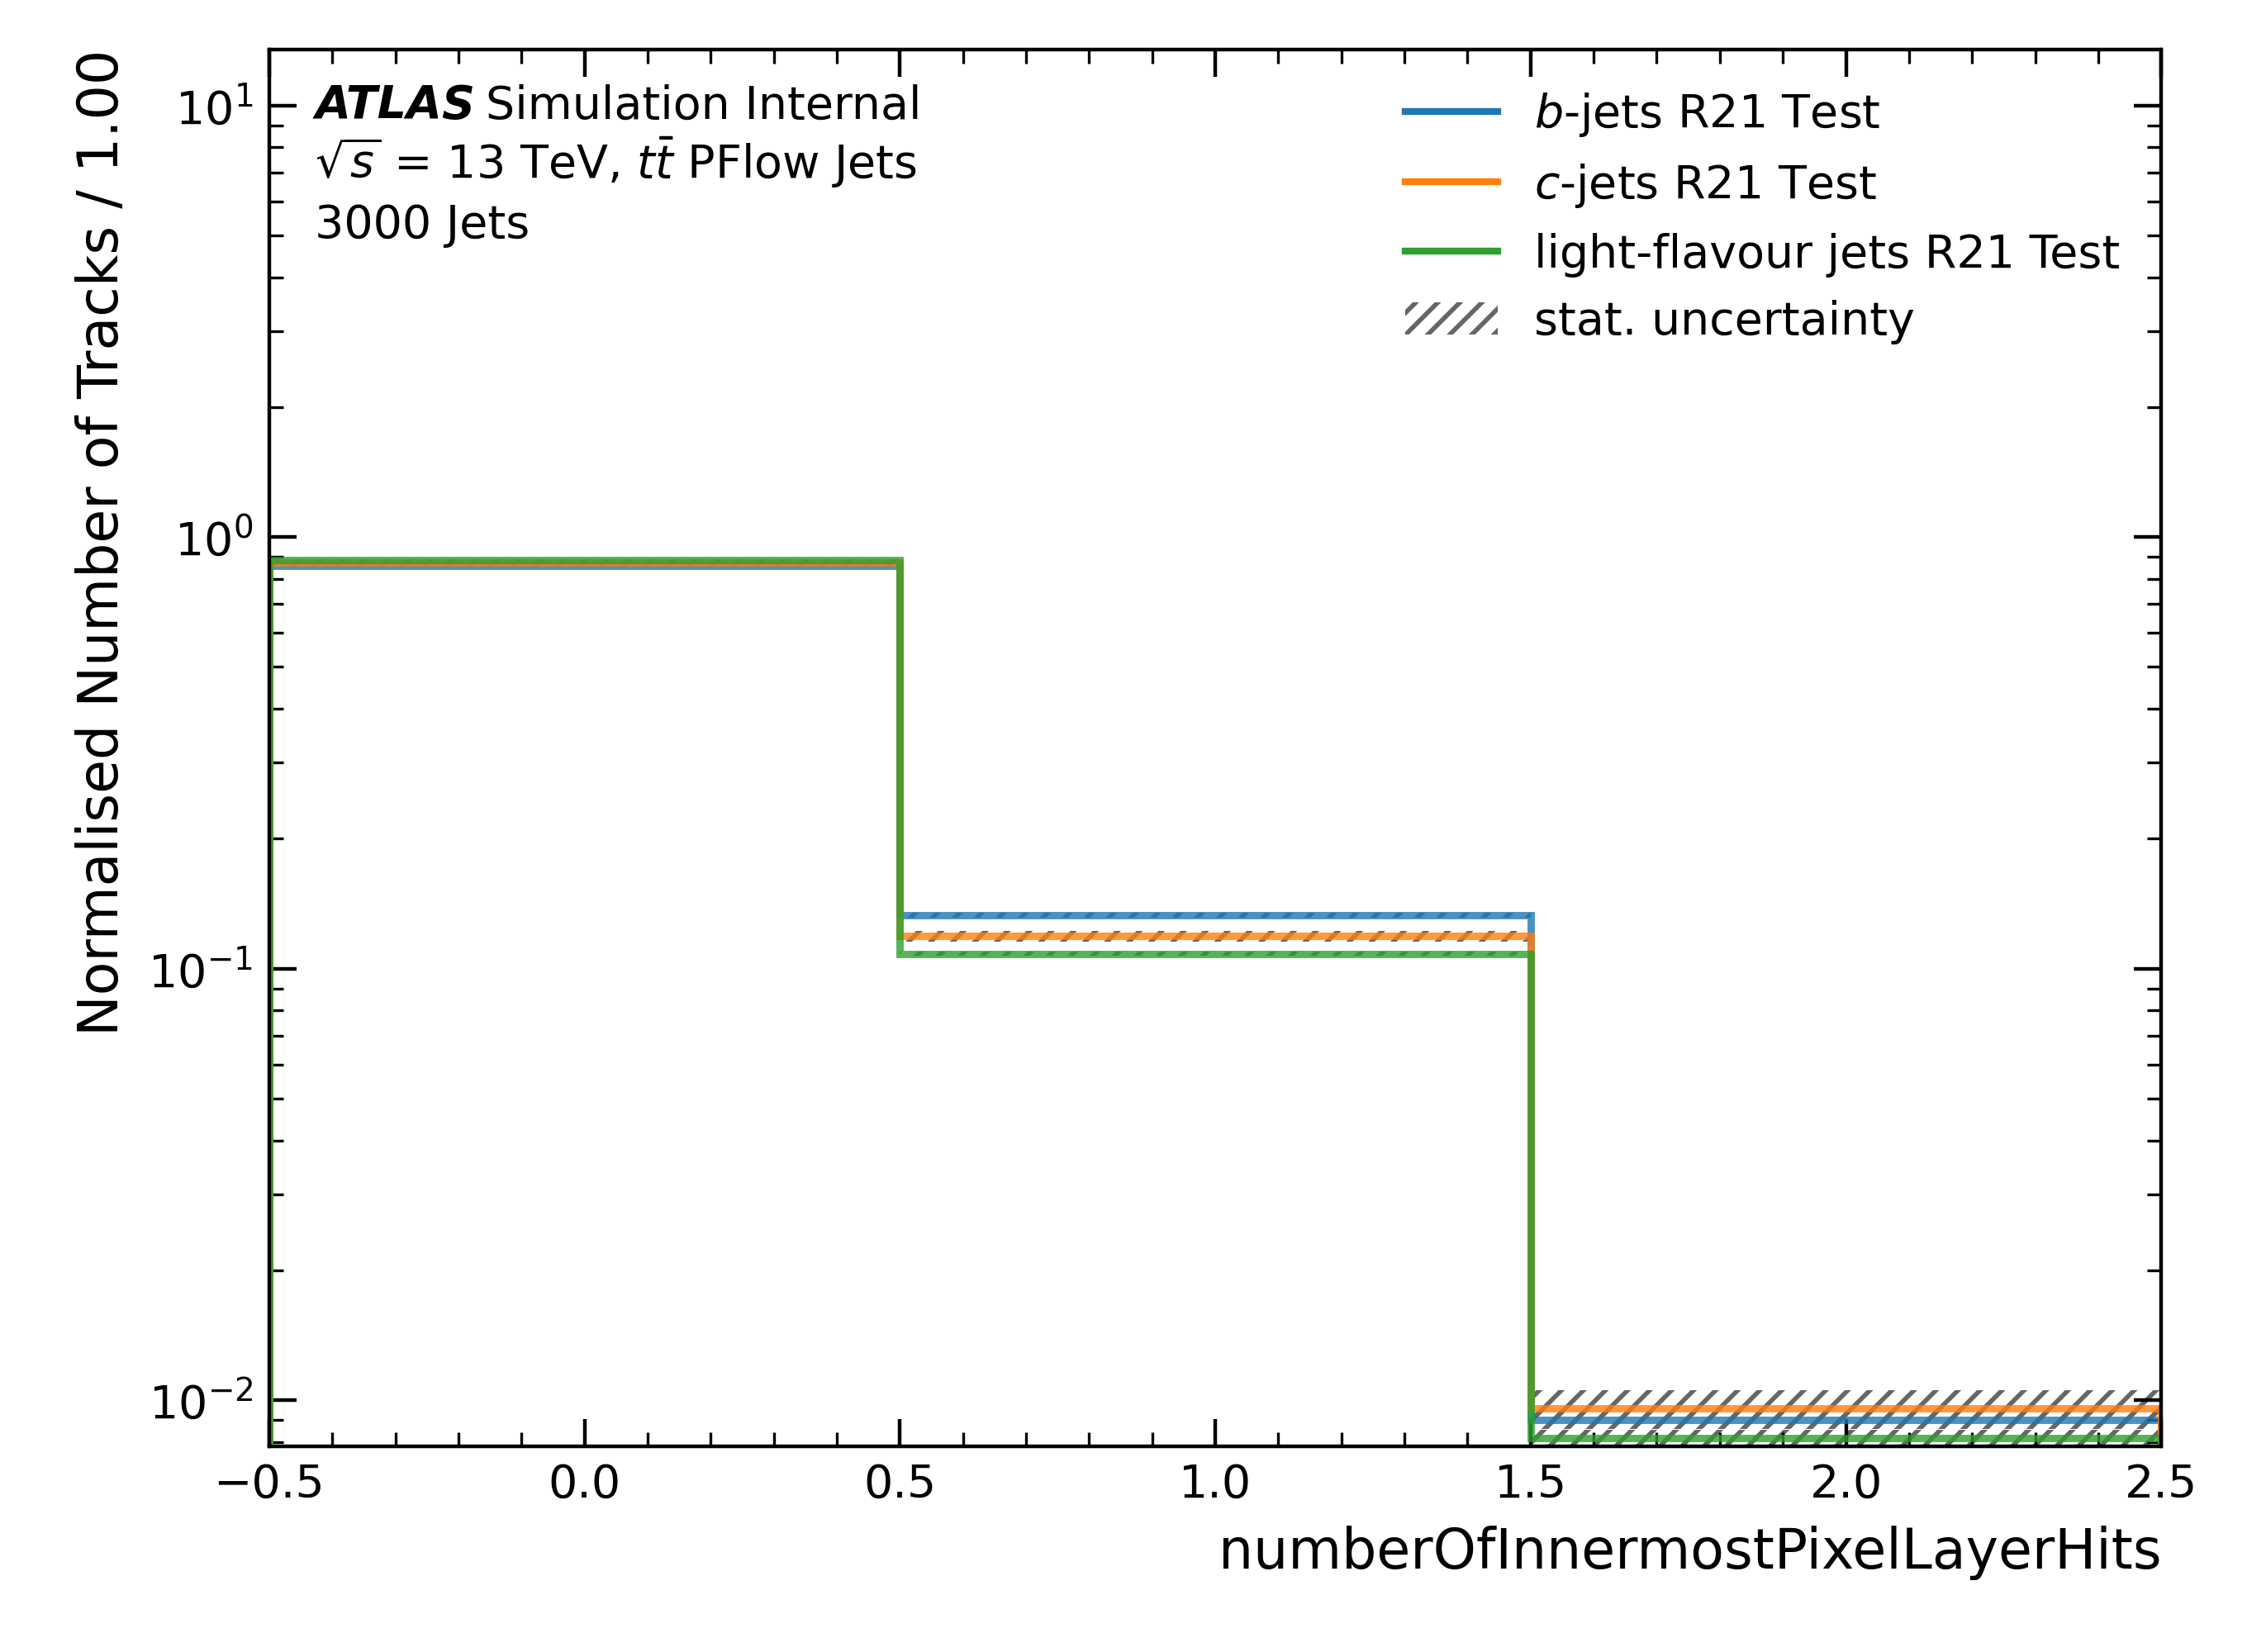 ATLAS Simulation Internal
√s = 13 TeV, tt̄ PFlow Jets
3000 Jets
b-jets R21 Test
c-jets R21 Test
light-flavour jets R21 Test
stat. uncertainty
Normalised Number of Tracks / 1.00
10¹
10⁰
10⁻¹
10⁻²
−0.5 0.0 0.5 1.0 1.5 2.0 2.5
numberOfInnermostPixelLayerHits